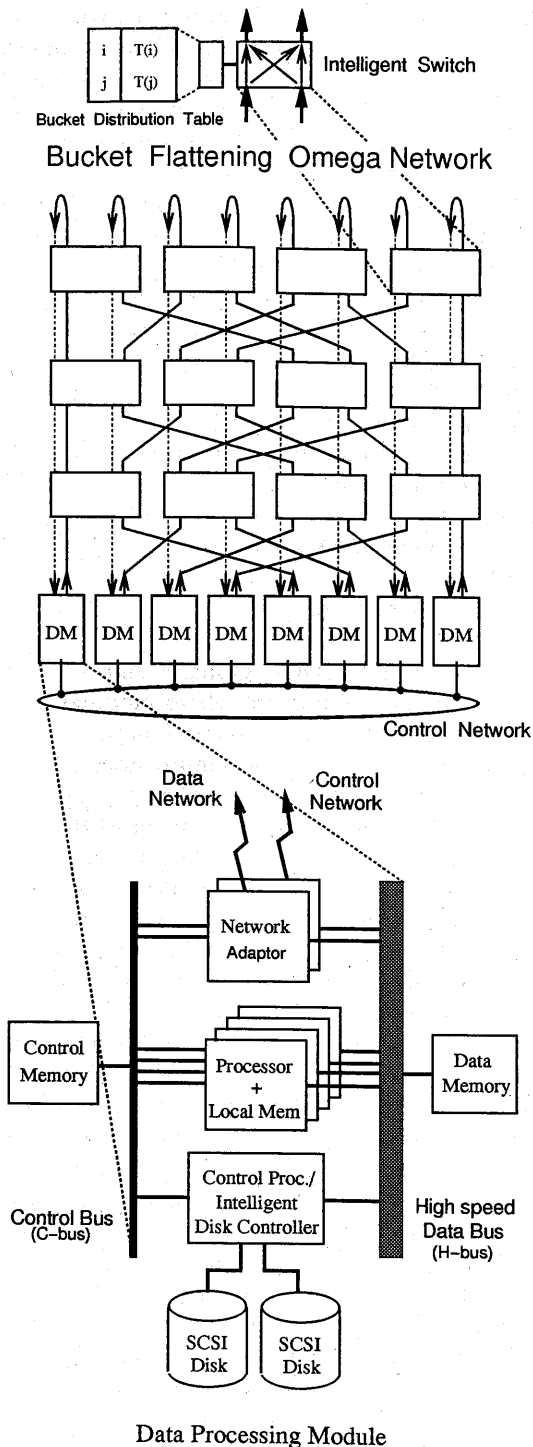 i T(i)
j T(j)
Intelligent Switch
Bucket Distribution Table
Bucket Flattening Omega Network
DM DM DM DM DM DM DM DM
Control Network
Data
Network
Control
Network
Network
Adaptor
Control
Memory
Processor
+
Local Mem
Data
Memory
Control Proc./
Intelligent
Disk Controller
Control Bus
(C-bus)
High speed
Data Bus
(H-bus)
SCSI
Disk
SCSI
Disk
Data Processing Module